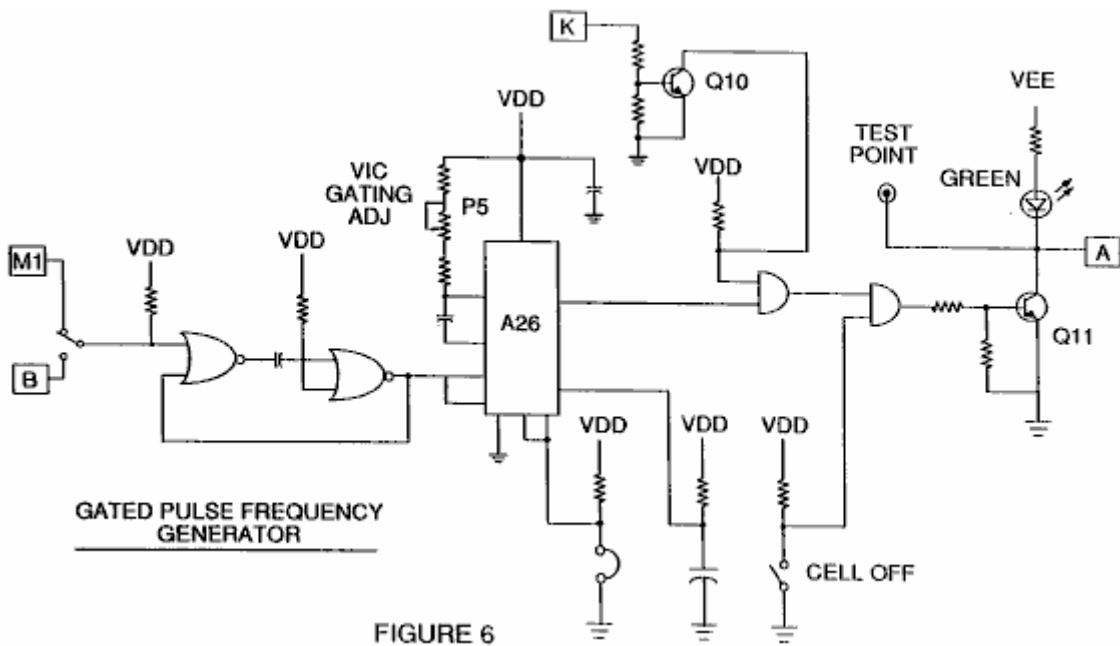 K
Q10
VEE
VDD
TEST
POINT
VIC
GATING
ADJ
P5
VDD
GREEN
M1
VDD
VDD
A
A26
Q11
B
VDD
VDD
VDD
GATED PULSE FREQUENCY
GENERATOR
CELL OFF
FIGURE 6